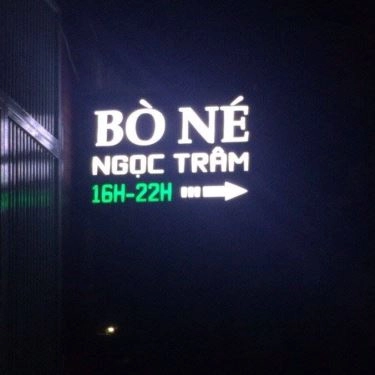 BÒ NÉ
NGỌC TRÂM
16H-22H